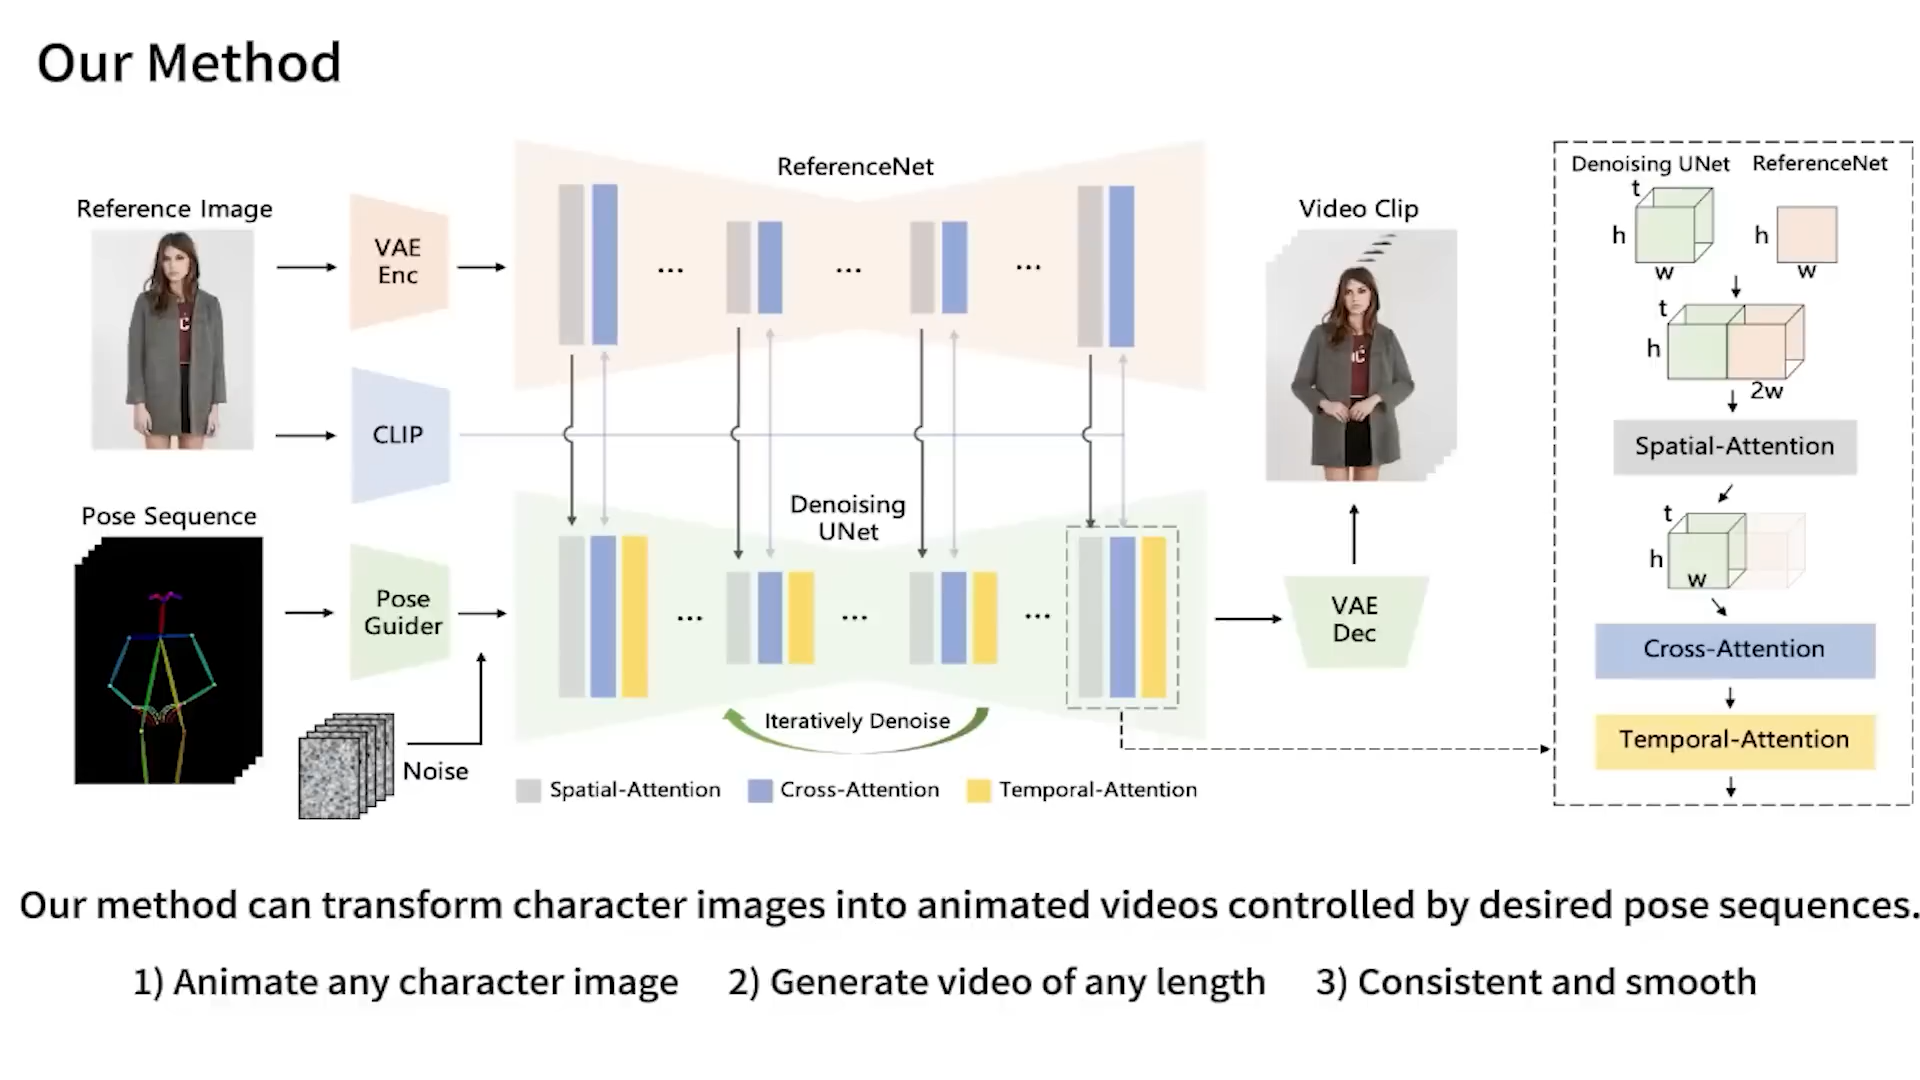 Our Method
Reference Image
VAE
Enc
CLIP
Pose Sequence
Pose
Guider
Noise
ReferenceNet
...
...
...
Denoising
UNet
...
...
...
Iteratively Denoise
Spatial-Attention
Cross-Attention
Temporal-Attention
Video Clip
VAE
Dec
Denoising UNet
ReferenceNet
t
h
w
h
w
t
h
2w
Spatial-Attention
t
h
w
Cross-Attention
Temporal-Attention
Our method can transform character images into animated videos controlled by desired pose sequences.
1) Animate any character image
2) Generate video of any length
3) Consistent and smooth